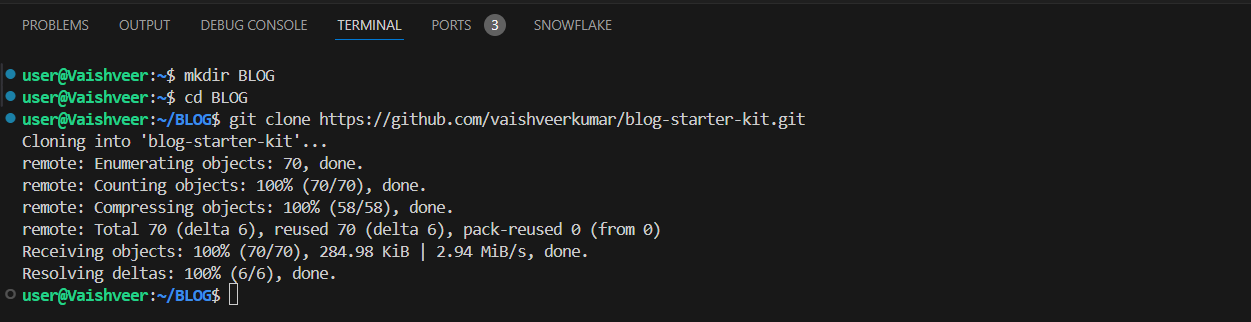 PROBLEMS OUTPUT DEBUG CONSOLE TERMINAL PORTS 3 SNOWFLAKE
user@Vaishveer:~$ mkdir BLOG
user@Vaishveer:~$ cd BLOG
user@Vaishveer:~/BLOG$ git clone https://github.com/vaishveerkumar/blog-starter-kit.git
Cloning into 'blog-starter-kit'...
remote: Enumerating objects: 70, done.
remote: Counting objects: 100% (70/70), done.
remote: Compressing objects: 100% (58/58), done.
remote: Total 70 (delta 6), reused 70 (delta 6), pack-reused 0 (from 0)
Receiving objects: 100% (70/70), 284.98 KiB | 2.94 MiB/s, done.
Resolving deltas: 100% (6/6), done.
user@Vaishveer:~/BLOG$